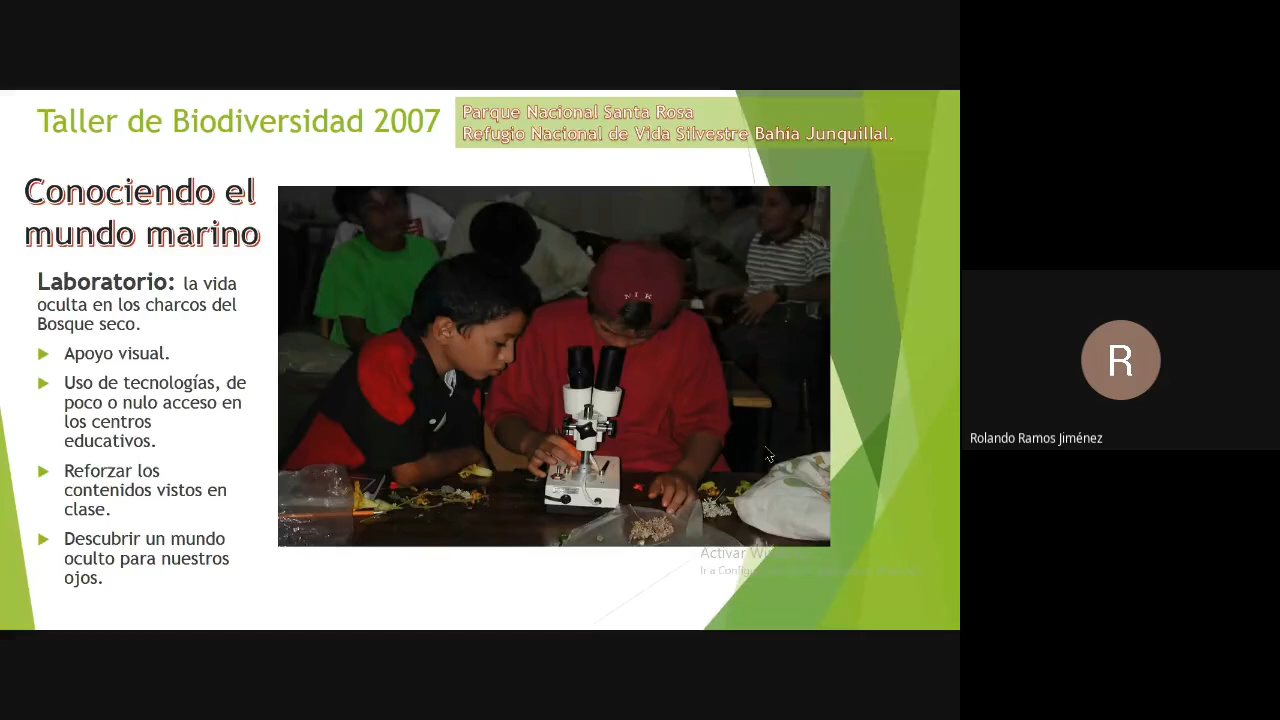 Taller de Biodiversidad 2007
Parque Nacional Santa Rosa
Refugio Nacional de Vida Silvestre Bahía Junquillal.
Conociendo el
mundo marino
Laboratorio: la vida
oculta en los charcos del
Bosque seco.
Apoyo visual.
Uso de tecnologías, de
poco o nulo acceso en
los centros
educativos.
Reforzar los
contenidos vistos en
clase.
Descubrir un mundo
oculto para nuestros
ojos.
N I K
Activar
Ir a
R
Rolando Ramos Jiménez